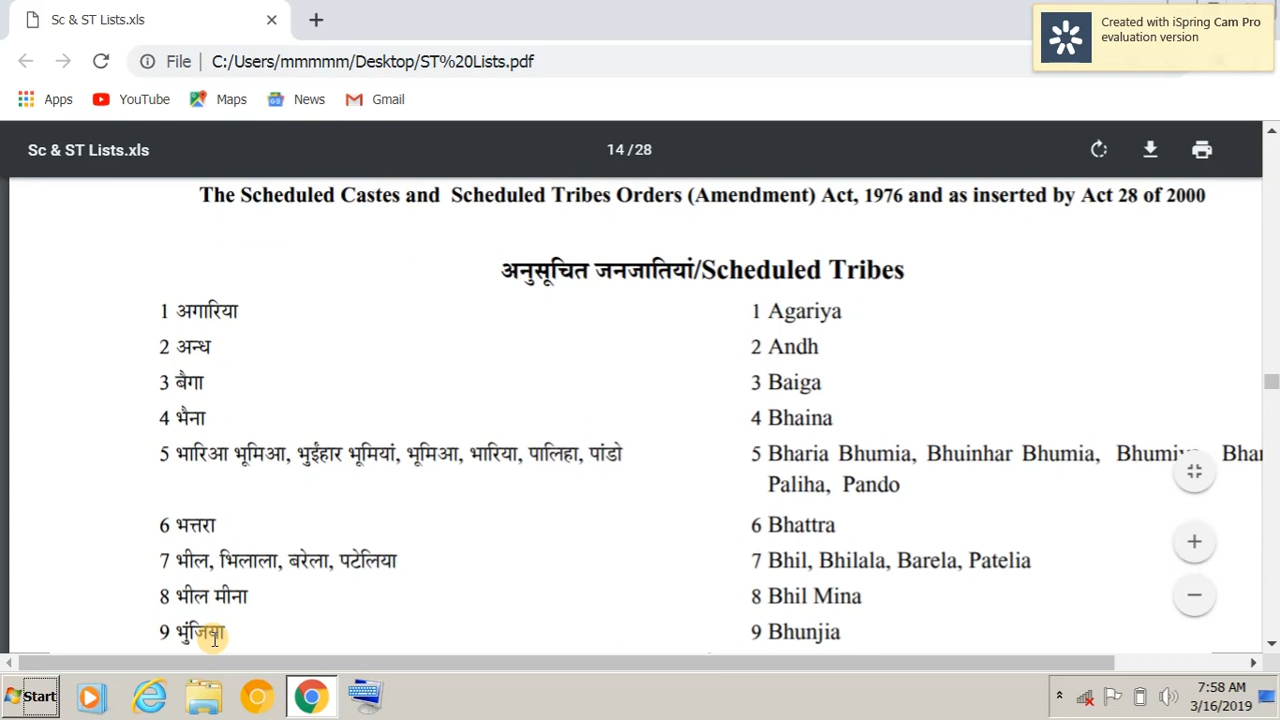 Sc & ST Lists.xls
Created with iSpring Cam Pro
evaluation version
File C:/Users/mmmmm/Desktop/ST%20Lists.pdf
Apps YouTube Maps News Gmail
Sc & ST Lists.xls 14 / 28
The Scheduled Castes and Scheduled Tribes Orders (Amendment) Act, 1976 and as inserted by Act 28 of 2000
अनुसूचित जनजातियां/Scheduled Tribes
1 अगारिया 1 Agariya
2 अन्ध 2 Andh
3 बैगा 3 Baiga
4 भैना 4 Bhaina
5 भारिआ भूमिआ, भुईंहार भूमियां, भूमिआ, भारिया, पालिहा, पांडो 5 Bharia Bhumia, Bhuinhar Bhumia,
Paliha, Pando
6 भत्तरा 6 Bhattra
7 भील, भिलाला, बरेला, पटेलिया 7 Bhil, Bhilala, Barela, Patelia
8 भील मीना 8 Bhil Mina
9 भुंजिया 9 Bhunjia
Start 7:58 AM
3/16/2019